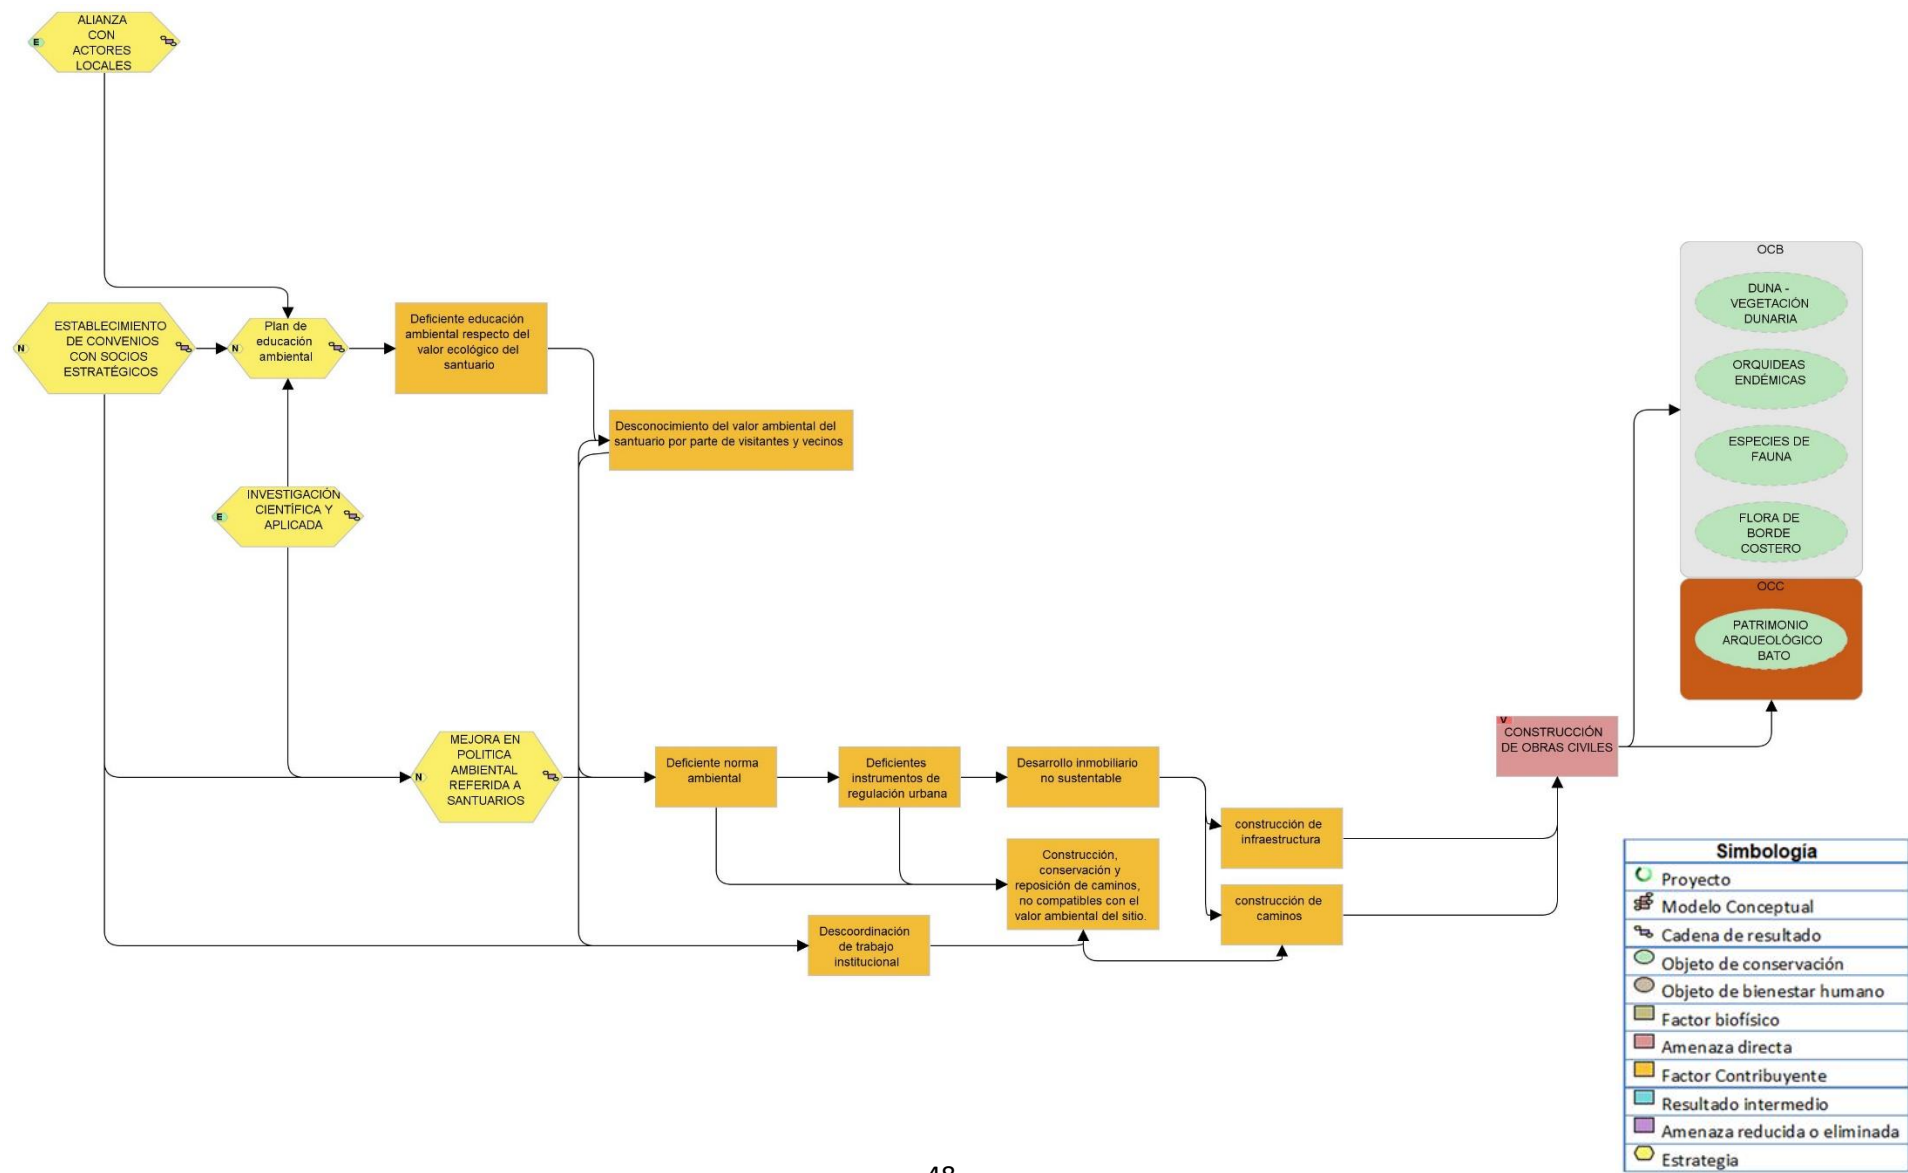 ALIANZA
CON
ACTORES
LOCALES
E
ESTABLECIMIENTO
DE CONVENIOS
CON SOCIOS
ESTRATÉGICOS
N
Plan de
educación
ambiental
N
Deficiente educación
ambiental respecto del
valor ecológico del
santuario
Desconocimiento del valor ambiental del
santuario por parte de visitantes y vecinos
INVESTIGACIÓN
CIENTÍFICA Y
APLICADA
E
MEJORA EN
POLITICA
AMBIENTAL
REFERIDA A
SANTUARIOS
N
Deficiente norma
ambiental
Deficientes
instrumentos de
regulación urbana
Desarrollo inmobiliario
no sustentable
construcción de
infraestructura
Construcción,
conservación y
reposición de caminos,
no compatibles con el
valor ambiental del sitio.
construcción de
caminos
Descoordinación
de trabajo
institucional
V
CONSTRUCCIÓN
DE OBRAS CIVILES
OCB
DUNA -
VEGETACIÓN
DUNARIA
ORQUIDEAS
ENDÉMICAS
ESPECIES DE
FAUNA
FLORA DE
BORDE
COSTERO
OCC
PATRIMONIO
ARQUEOLÓGICO
BATO
Simbología
Proyecto
Modelo Conceptual
Cadena de resultado
Objeto de conservación
Objeto de bienestar humano
Factor biofísico
Amenaza directa
Factor Contribuyente
Resultado intermedio
Amenaza reducida o eliminada
Estrategia
48